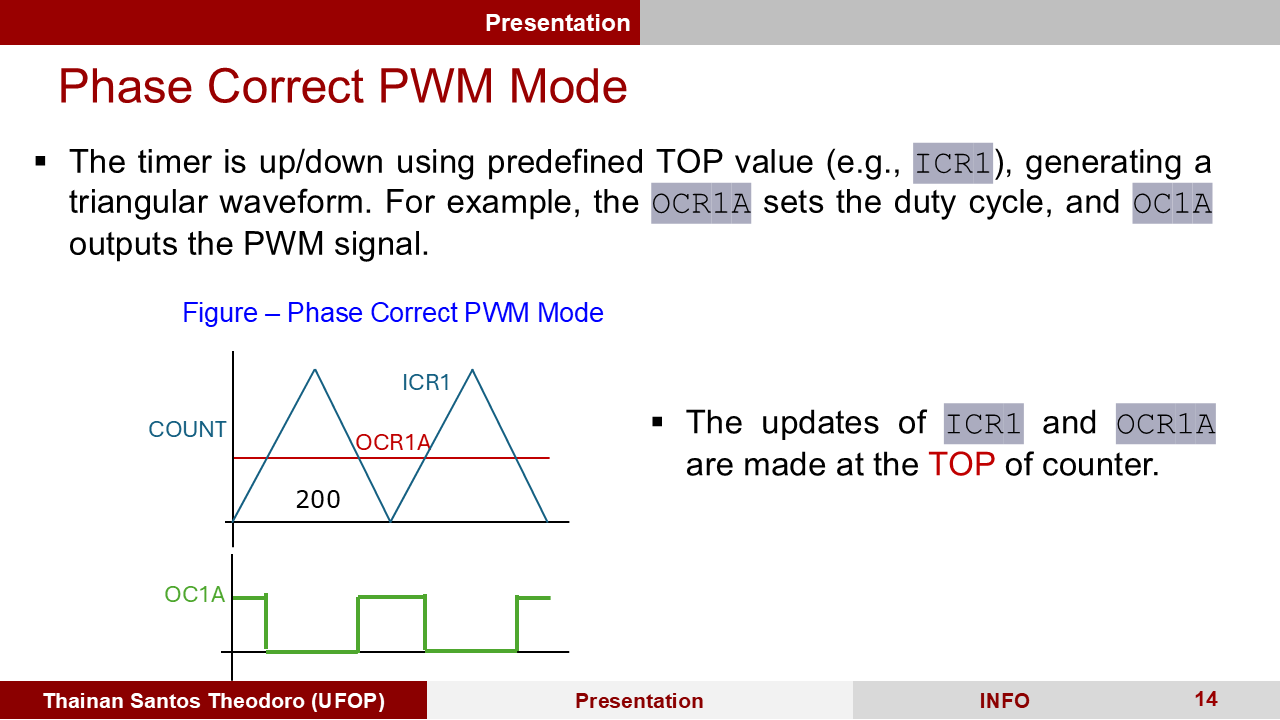 Presentation
Phase Correct PWM Mode
▪ The timer is up/down using predefined TOP value (e.g., ICR1), generating a
triangular waveform. For example, the OCR1A sets the duty cycle, and OC1A
outputs the PWM signal.
Figure – Phase Correct PWM Mode
ICR1
COUNT
OCR1A
200
▪ The updates of ICR1 and OCR1A
are made at the TOP of counter.
OC1A
Thainan Santos Theodoro (UFOP)
Presentation
INFO
14